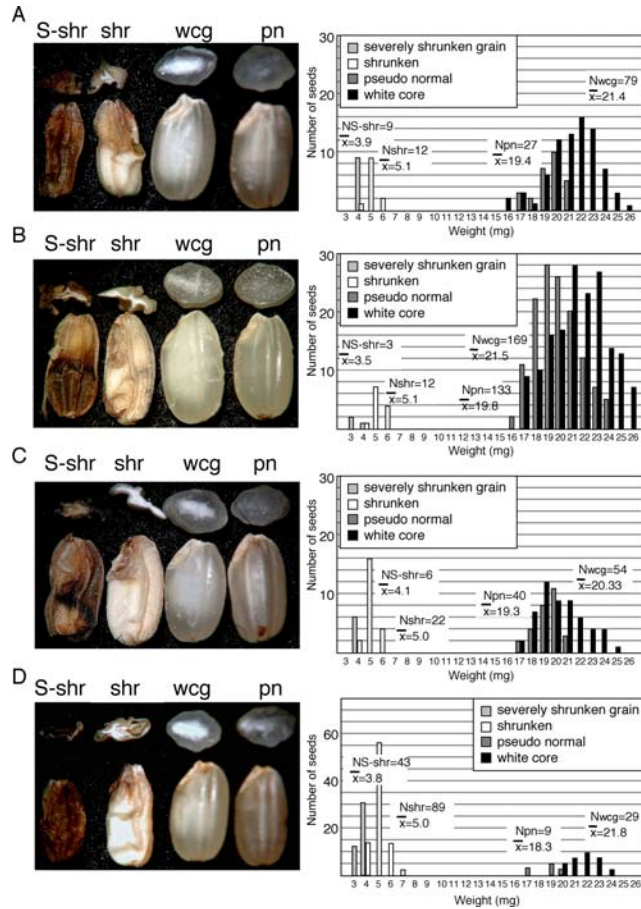 A
S-shr shr wcg pn
30
20
10
Number of seeds
severely shrunken grain
shrunken
pseudo normal
white core
Nwcg=79
x=21.4
NS-shr=9
x=3.9
Nshr=12
x=5.1
Npn=27
x=19.4
3 4 5 6 7 8 9 10 11 12 13 14 15 16 17 18 19 20 21 22 23 24 25 26
Weight (mg)
B
S-shr shr wcg pn
30
20
10
Number of seeds
severely shrunken grain
shrunken
pseudo normal
white core
NS-shr=3
x=3.5
Nwcg=169
x=21.5
Nshr=12
x=5.1
Npn=133
x=19.8
3 4 5 6 7 8 9 10 11 12 13 14 15 16 17 18 19 20 21 22 23 24 25 26
Weight (mg)
C
S-shr shr wcg pn
30
20
10
Number of seeds
severely shrunken grain
shrunken
pseudo normal
white core
NS-shr=6
x=4.1
Nwcg=54
x=20.33
Npn=40
x=19.3
Nshr=22
x=5.0
3 4 5 6 7 8 9 10 11 12 13 14 15 16 17 18 19 20 21 22 23 24 25 26
Weight (mg)
D
S-shr shr wcg pn
60
40
20
Number of seeds
severely shrunken grain
shrunken
pseudo normal
white core
NS-shr=43
x=3.8
Nshr=89
x=5.0
Npn=9
x=18.3
Nwcg=29
x=21.8
3 4 5 6 7 8 9 10 11 12 13 14 15 16 17 18 19 20 21 22 23 24 25 26
Weight (mg)